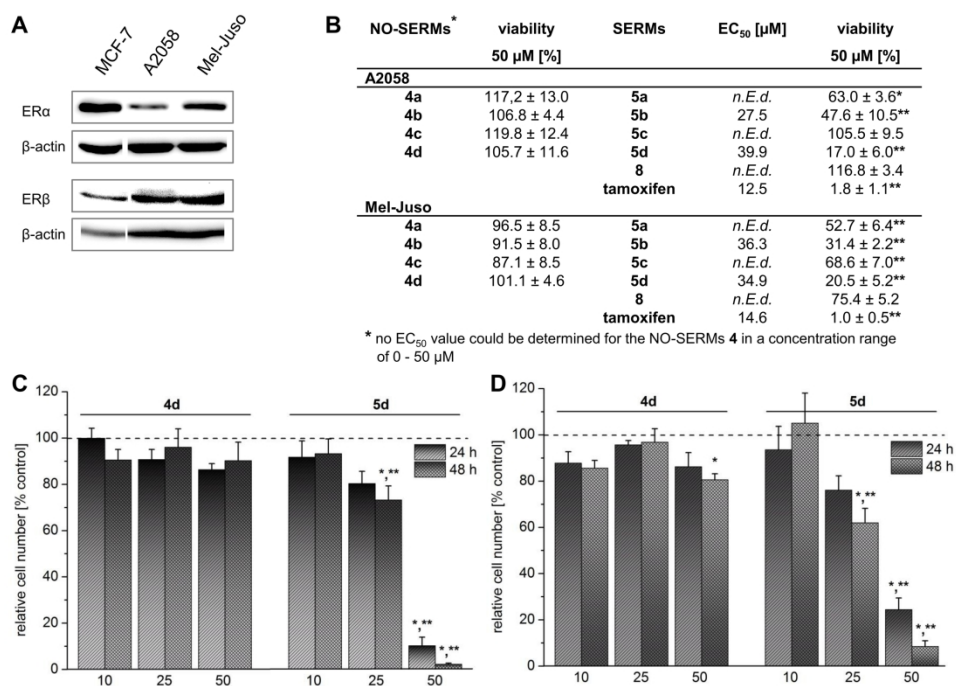 A
MCF-7 A2058 Mel-Juso
ERα
β-actin
ERβ
β-actin
B
NO-SERMs* viability SERMs EC50 [µM] viability
50 µM [%] 50 µM [%]
A2058
4a 117,2 ± 13.0 5a n.E.d. 63.0 ± 3.6*
4b 106.8 ± 4.4 5b 27.5 47.6 ± 10.5**
4c 119.8 ± 12.4 5c n.E.d. 105.5 ± 9.5
4d 105.7 ± 11.6 5d 39.9 17.0 ± 6.0**
8 n.E.d. 116.8 ± 3.4
tamoxifen 12.5 1.8 ± 1.1**
Mel-Juso
4a 96.5 ± 8.5 5a n.E.d. 52.7 ± 6.4**
4b 91.5 ± 8.0 5b 36.3 31.4 ± 2.2**
4c 87.1 ± 8.5 5c n.E.d. 68.6 ± 7.0**
4d 101.1 ± 4.6 5d 34.9 20.5 ± 5.2**
8 n.E.d. 75.4 ± 5.2
tamoxifen 14.6 1.0 ± 0.5**
* no EC50 value could be determined for the NO-SERMs 4 in a concentration range
of 0 - 50 µM
C
relative cell number [% control]
120
100
80
60
40
20
0
4d 5d
24 h
48 h
*,**
*,**
*,**
10 25 50 10 25 50
D
relative cell number [% control]
120
100
80
60
40
20
0
4d 5d
24 h
48 h
*
*,**
*,**
*,**
10 25 50 10 25 50